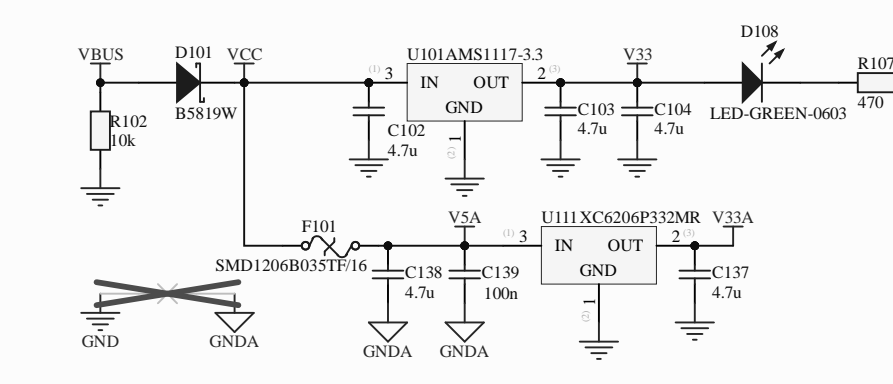 D108
VBUS D101 VCC U101AMS1117-3.3 V33
R107
(1) 3 IN OUT 2 (3)
GND
B5819W LED-GREEN-0603 470
R102
10k
C102
4.7u
C103
4.7u
C104
4.7u
(2) 1
F101
SMD1206B035TF/16
V5A
U111XC6206P332MR
V33A
(1) 3 IN OUT 2 (3)
GND
C138
4.7u
C139
100n
C137
4.7u
(2) 1
GND GNDA GNDA GNDA